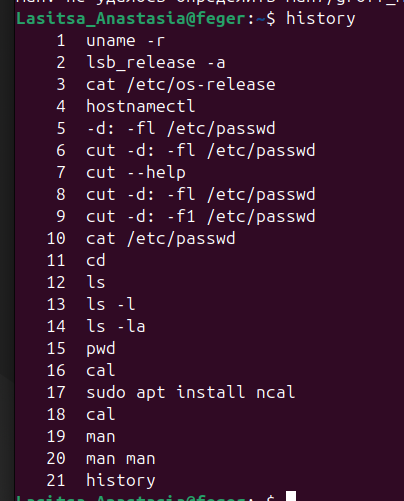 Lasitsa_Anastasia@feger:~$ history
1 uname -r
2 lsb_release -a
3 cat /etc/os-release
4 hostnamectl
5 -d: -fl /etc/passwd
6 cut -d: -fl /etc/passwd
7 cut --help
8 cut -d: -fl /etc/passwd
9 cut -d: -f1 /etc/passwd
10 cat /etc/passwd
11 cd
12 ls
13 ls -l
14 ls -la
15 pwd
16 cal
17 sudo apt install ncal
18 cal
19 man
20 man man
21 history
Lasitsa_Anastasia@feger:~$